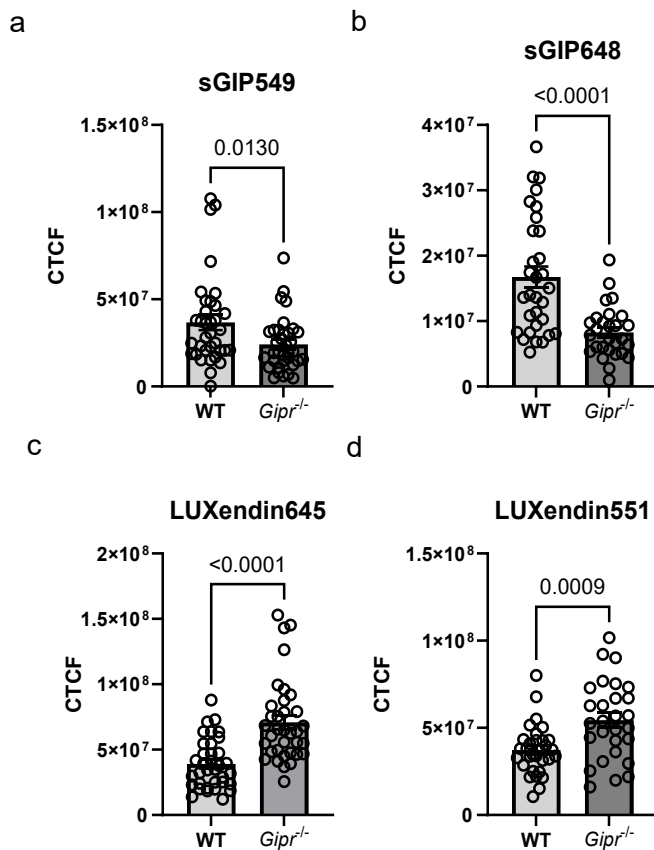 a
sGIP549
1.5×10⁸
0.0130
1×10⁸
CTCF
5×10⁷
0
WT
Gipr⁻/⁻
b
sGIP648
<0.0001
4×10⁷
3×10⁷
CTCF
2×10⁷
1×10⁷
0
WT
Gipr⁻/⁻
c
LUXendin645
2×10⁸
<0.0001
1.5×10⁸
CTCF
1×10⁸
5×10⁷
0
WT
Gipr⁻/⁻
d
LUXendin551
1.5×10⁸
0.0009
1×10⁸
CTCF
5×10⁷
0
WT
Gipr⁻/⁻